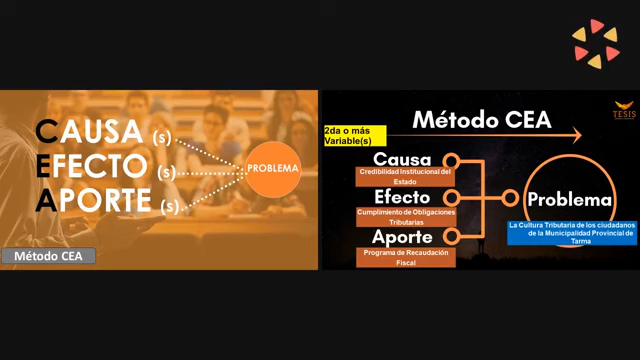 CAUSA (s)
EFECTO (s)
APORTE (s)
PROBLEMA
Método CEA
Método CEA
TESIS
2da o más
Variable(s)
Causa
Credibilidad Institucional del
Estado
Efecto
Cumplimiento de Obligaciones
Tributarias
Aporte
Programa de Recaudación
Fiscal
Problema
La Cultura Tributaria de los ciudadanos
de la Municipalidad Provincial de
Tarma